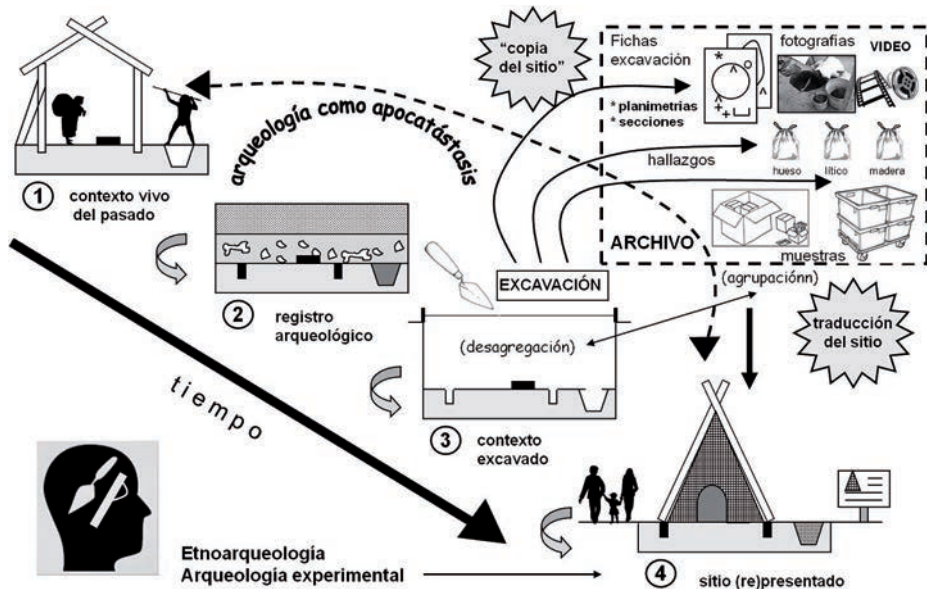 "copia
del sitio"
Fichas
excavación
fotografias
VIDEO
* planimetrias
* secciones
hallazgos
hueso
lítico
madera
ARCHIVO
muestras
arqueología como apocatástasis
1
contexto vivo
del pasado
2
registro
arqueológico
EXCAVACIÓN
(agrupaciónn)
(desagregación)
traducción
del sitio
tiempo
3
contexto
excavado
Etnoarqueología
Arqueología experimental
4
sitio (re)presentado